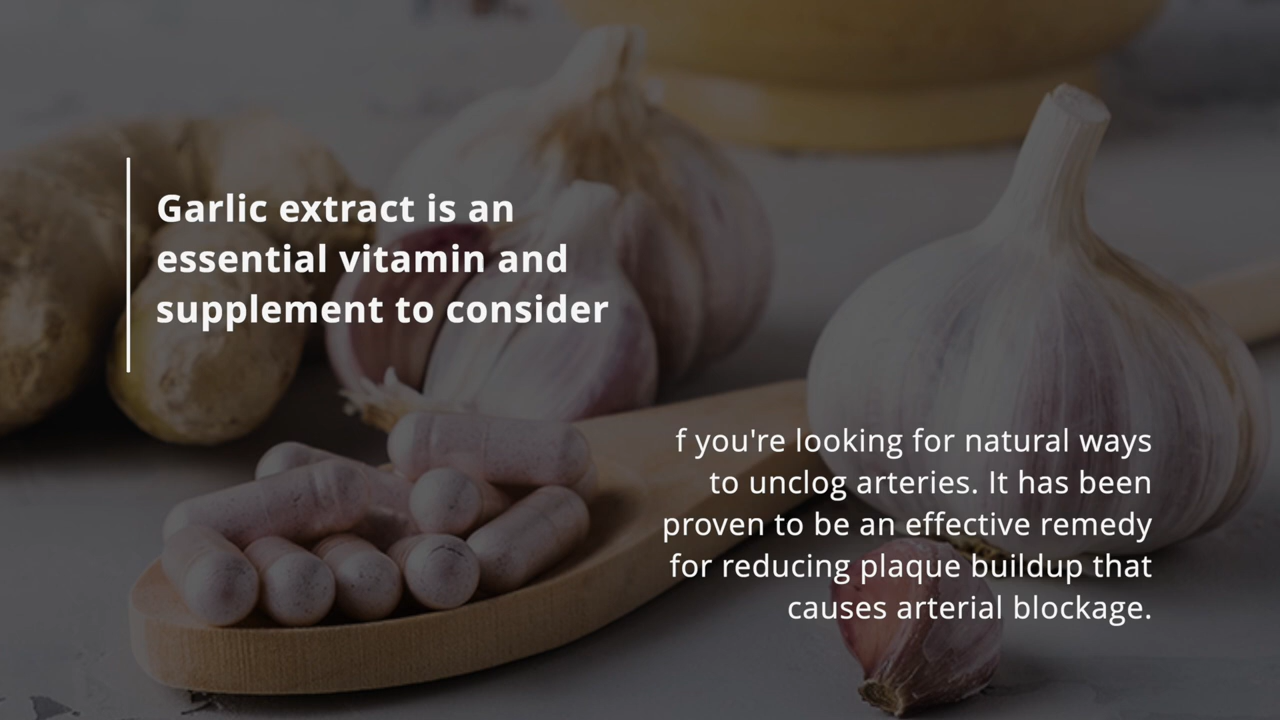 Garlic extract is an
essential vitamin and
supplement to consider
f you're looking for natural ways
to unclog arteries. It has been
proven to be an effective remedy
for reducing plaque buildup that
causes arterial blockage.